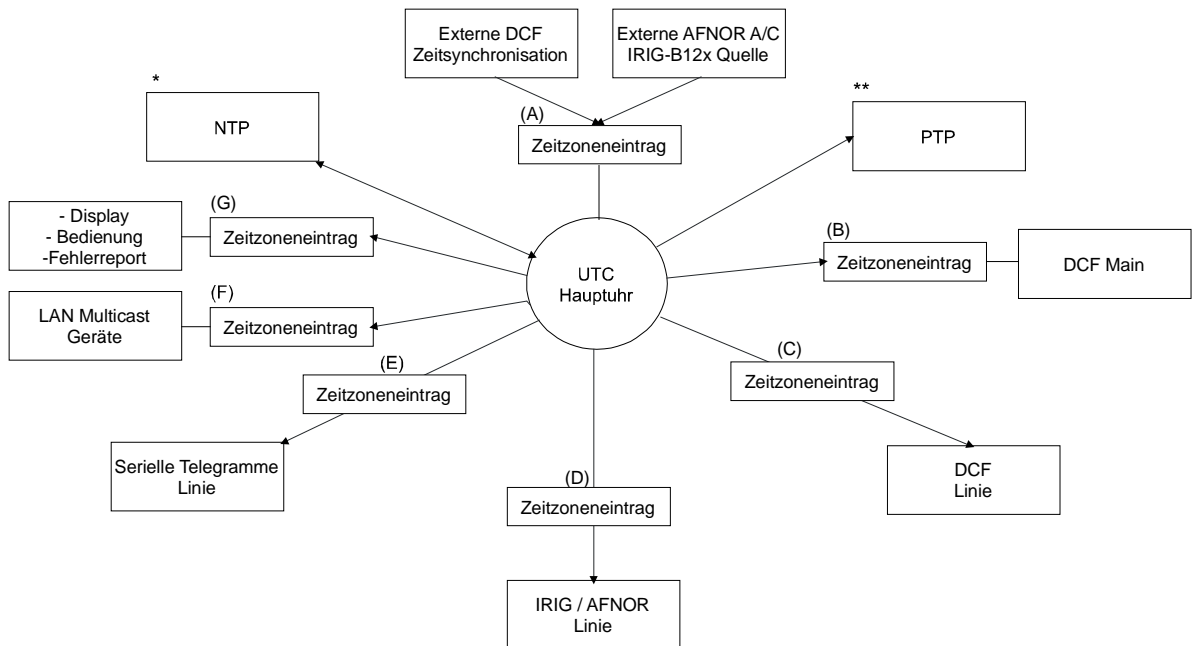 Externe DCF
Zeitsynchronisation
Externe AFNOR A/C
IRIG-B12x Quelle
*
NTP
(A)
Zeitzoneneintrag
**
PTP
(G)
Zeitzoneneintrag
- Display
- Bedienung
-Fehlerreport
UTC
Hauptuhr
(B)
Zeitzoneneintrag
DCF Main
(F)
Zeitzoneneintrag
LAN Multicast
Geräte
(E)
Zeitzoneneintrag
(C)
Zeitzoneneintrag
Serielle Telegramme
Linie
(D)
Zeitzoneneintrag
DCF
Linie
IRIG / AFNOR
Linie